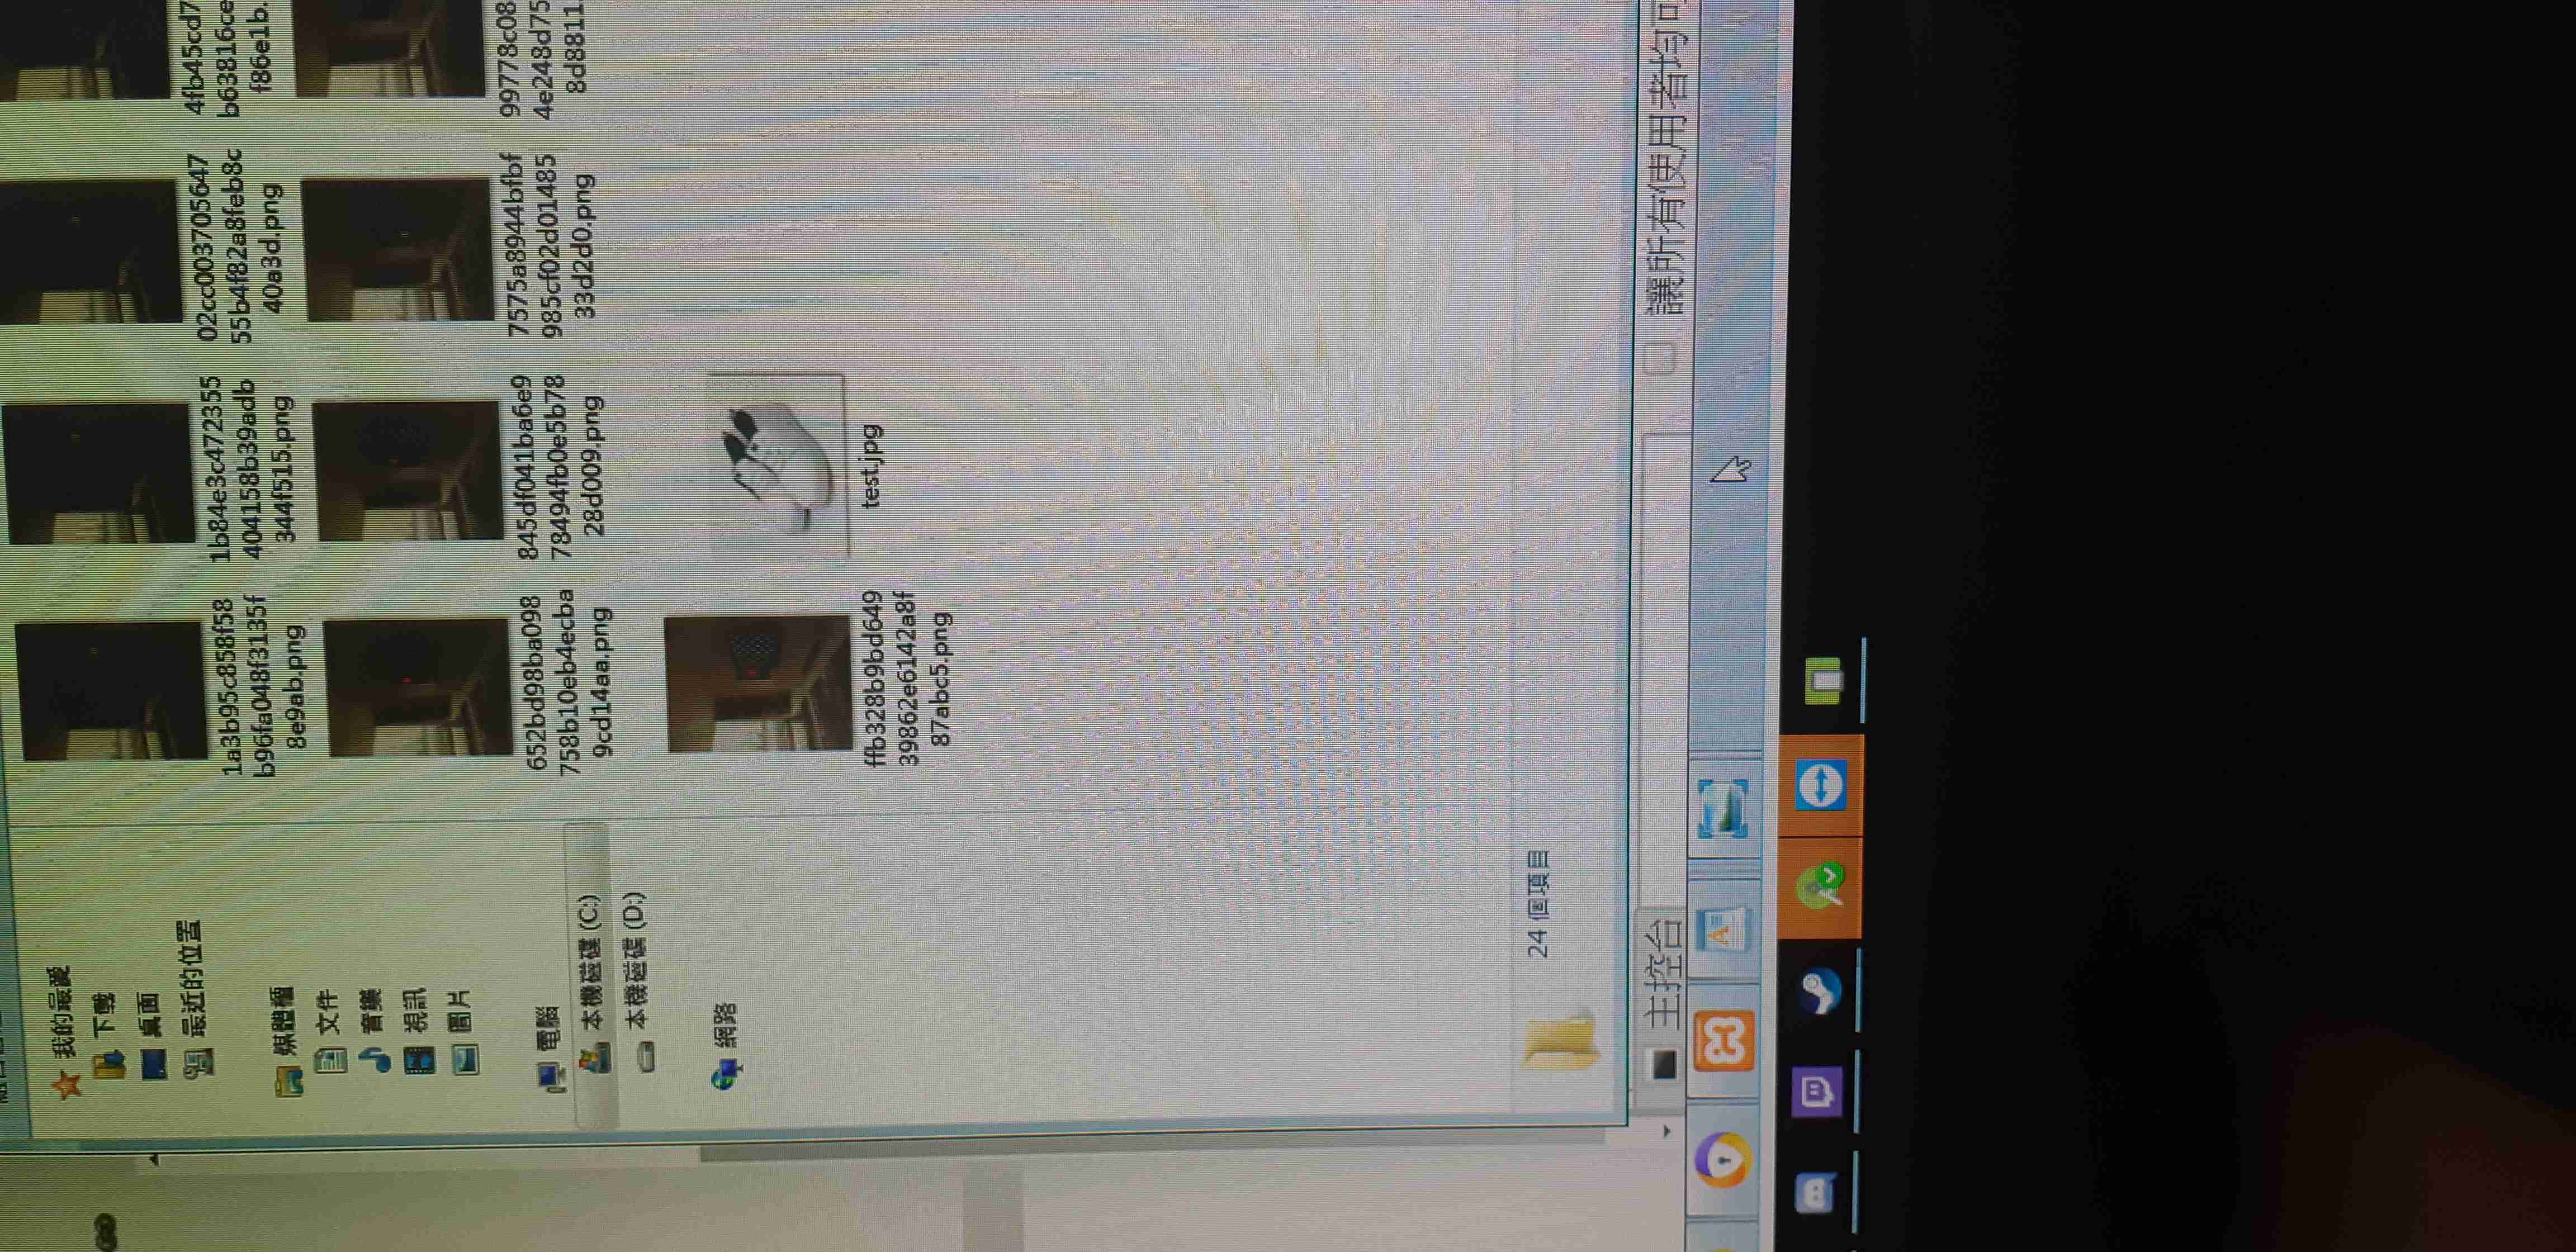 我的最愛
下載
桌面
最近的位置
媒體櫃
文件
音樂
視訊
圖片
電腦
本機磁碟 (C:)
本機磁碟 (D:)
網路
1a3b95c858f58
b96fa048f3135f
8e9ab.png
1b84e3c472355
404158b39adb
344f515.png
02cc003705647
55b4f82a8feb8c
40a3d.png
4fb45cd7
b63816ce
f86e1b.
652bd98ba098
758b10eb4ecba
9cd14aa.png
845df041ba6e9
78494fb0e5b78
28d009.png
7575a8944bfbf
985cf02d01485
33d2d0.png
99778c08
4e248d75
8d8811
ffb328b9bd649
39862e6142a8f
87abc5.png
test.jpg
24 個項目
主控台
讓所有使用者均可